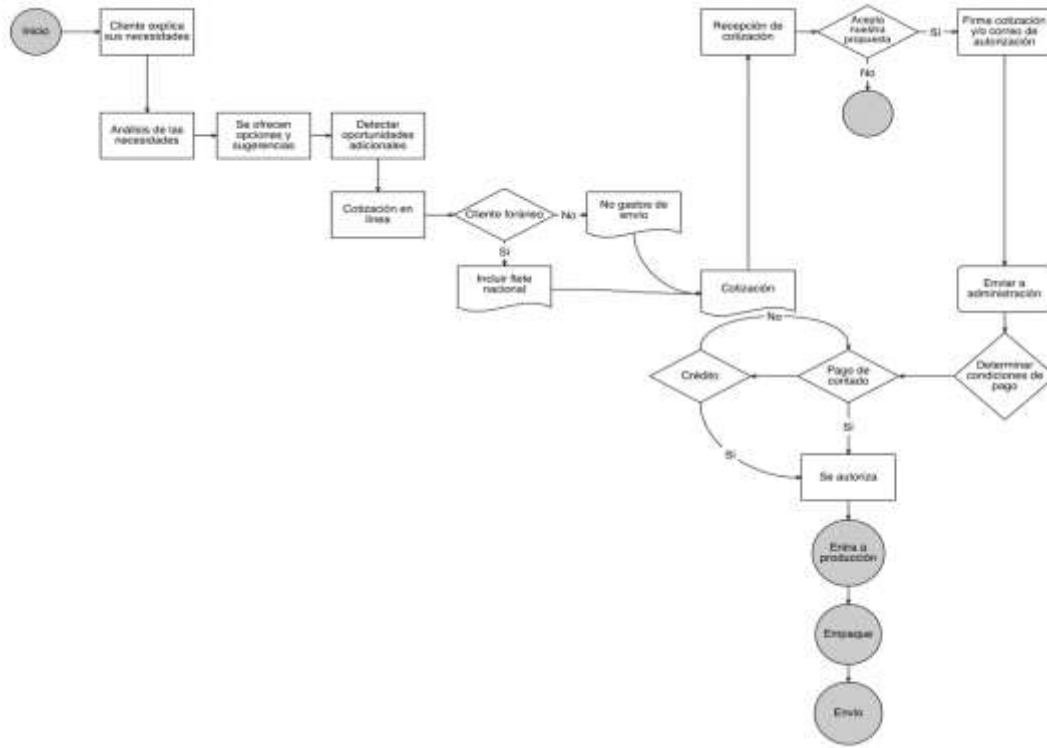 Inicio
Cliente explica
sus necesidades
Análisis de las
necesidades
Se ofrecen
opciones y
sugerencias
Detectar
oportunidades
adicionales
Cotización en
línea
Cliente foráneo
No
No gastos de
envío
Si
Incluir flete
nacional
Cotización
Recepción de
cotización
Acepta
nuestra
propuesta
Si
No
Firma cotización
y/o correo de
autorización
Enviar a
administración
Determinar
condiciones de
pago
Pago de
contado
Crédito
No
Si
Si
Se autoriza
Entra a
producción
Empaque
Envío